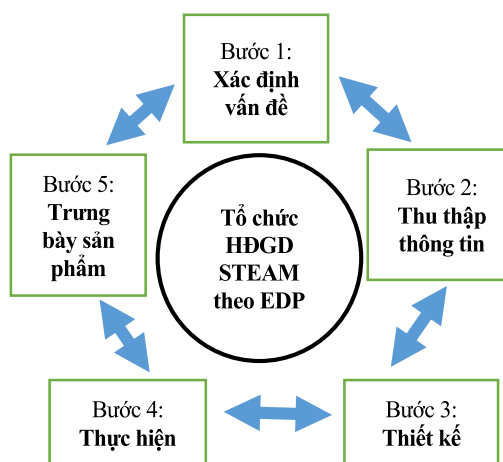 Bước 1:
Xác định
vấn đề
Bước 2:
Thu thập
thông tin
Bước 3:
Thiết kế
Bước 4:
Thực hiện
Bước 5:
Trưng
bày sản
phẩm
Tổ chức
HĐGD
STEAM
theo EDP